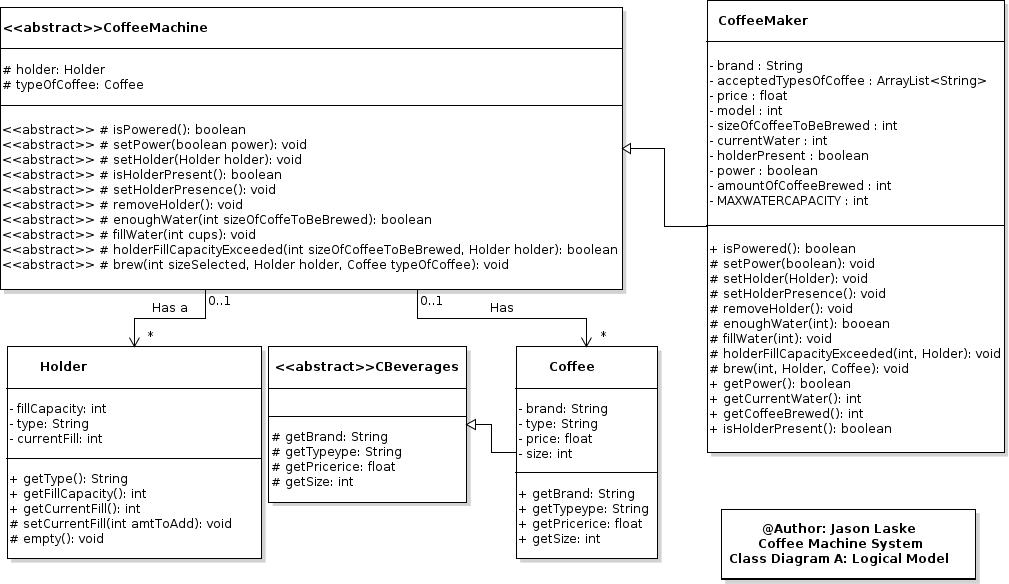 <<abstract>>CoffeeMachine
# holder: Holder
# typeOfCoffee: Coffee
<<abstract>> # isPowered(): boolean
<<abstract>> # setPower(boolean power): void
<<abstract>> # setHolder(Holder holder): void
<<abstract>> # isHolderPresent(): boolean
<<abstract>> # setHolderPresence(): void
<<abstract>> # removeHolder(): void
<<abstract>> # enoughWater(int sizeOfCoffeToBeBrewed): boolean
<<abstract>> # fillWater(int cups): void
<<abstract>> # holderFillCapacityExceeded(int sizeOfCoffeeToBeBrewed, Holder holder): boolean
<<abstract>> # brew(int sizeSelected, Holder holder, Coffee typeOfCoffee): void
CoffeeMaker
- brand : String
- acceptedTypesOfCoffee : ArrayList<String>
- price : float
- model : int
- sizeOfCoffeeToBeBrewed : int
- currentWater : int
- holderPresent : boolean
- power : boolean
- amountOfCoffeeBrewed : int
- MAXWATERCAPACITY : int
+ isPowered(): boolean
# setPower(boolean): void
# setHolder(Holder): void
# setHolderPresence(): void
# removeHolder(): void
# enoughWater(int): booean
# fillWater(int): void
# holderFillCapacityExceeded(int, Holder): void
# brew(int, Holder, Coffee): void
+ getPower(): boolean
+ getCurrentWater(): int
+ getCoffeeBrewed(): int
+ isHolderPresent(): boolean
Has a
0..1
*
0..1
Has
*
Holder
- fillCapacity: int
- type: String
- currentFill: int
+ getType(): String
+ getFillCapacity(): int
+ getCurrentFill(): int
# setCurrentFill(int amtToAdd): void
# empty(): void
<<abstract>>CBeverages
# getBrand: String
# getTypeype: String
# getPricerice: float
# getSize: int
Coffee
- brand: String
- type: String
- price: float
- size: int
+ getBrand: String
+ getTypeype: String
+ getPricerice: float
+ getSize: int
@Author: Jason Laske
Coffee Machine System
Class Diagram A: Logical Model